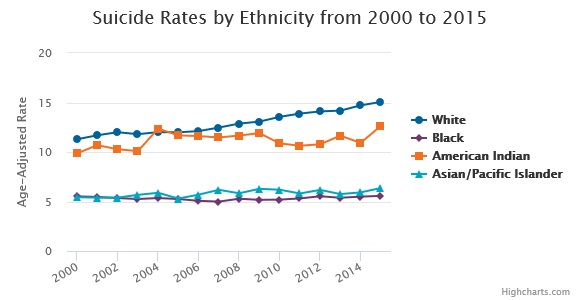 Suicide Rates by Ethnicity from 2000 to 2015
Age-Adjusted Rate
20
15
10
5
0
2000
2002
2004
2006
2008
2010
2012
2014
White
Black
American Indian
Asian/Pacific Islander
Highcharts.com